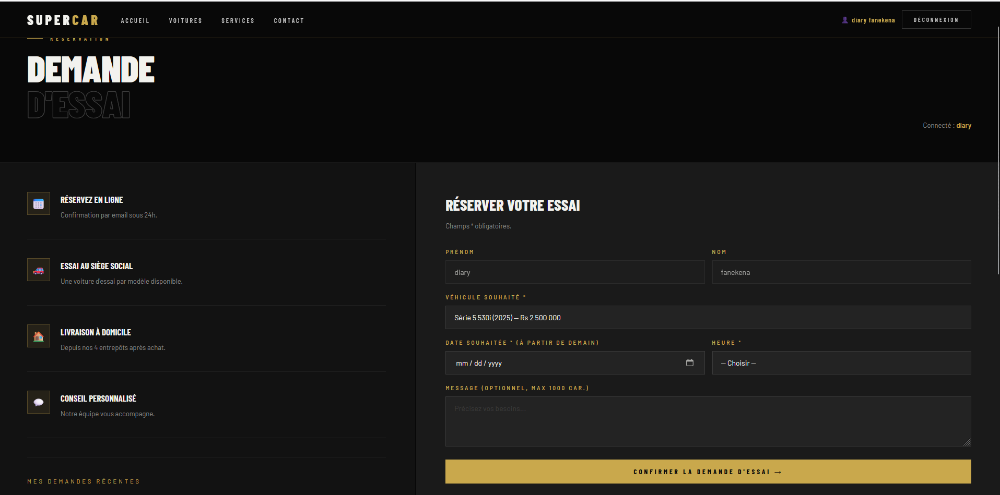 SUPERCAR
ACCUEIL
VOITURES
SERVICES
CONTACT
diary fanekena
DÉCONNEXION
RÉSERVATION
DEMANDE
D'ESSAI
Connecté : diary
RÉSERVEZ EN LIGNE
Confirmation par email sous 24h.
ESSAI AU SIÈGE SOCIAL
Une voiture d'essai par modèle disponible.
LIVRAISON À DOMICILE
Depuis nos 4 entrepôts après achat.
CONSEIL PERSONNALISÉ
Notre équipe vous accompagne.
MES DEMANDES RÉCENTES
RÉSERVER VOTRE ESSAI
Champs * obligatoires.
PRÉNOM
NOM
diary
fanekena
VÉHICULE SOUHAITÉ *
Série 5 530i (2025) — Rs 2 500 000
DATE SOUHAITÉE * (À PARTIR DE DEMAIN)
HEURE *
mm / dd / yyyy
— Choisir —
MESSAGE (OPTIONNEL, MAX 1000 CAR.)
Précisez vos besoins...
CONFIRMER LA DEMANDE D'ESSAI →